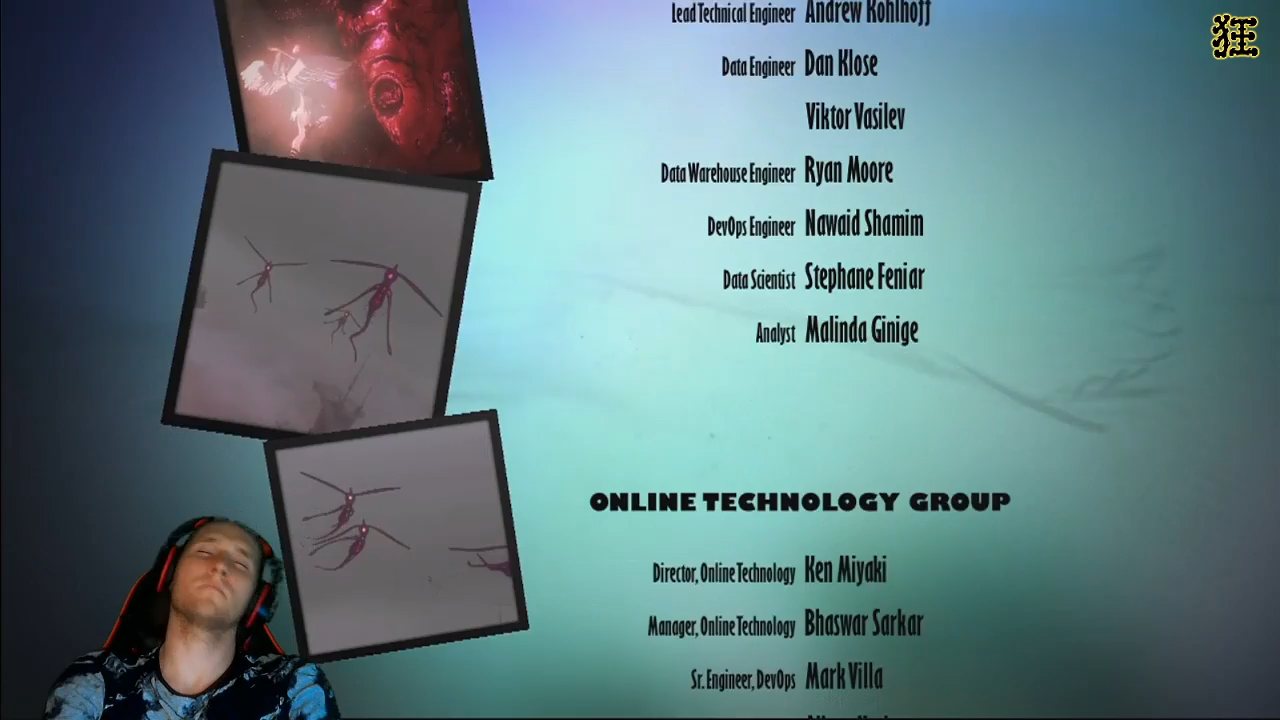 狂
Lead Technical Engineer Andrew Kohlhoff
Data Engineer Dan Klose
Viktor Vasilev
Data Warehouse Engineer Ryan Moore
DevOps Engineer Nawaid Shamim
Data Scientist Stephane Feniar
Analyst Malinda Ginige
ONLINE TECHNOLOGY GROUP
Director, Online Technology Ken Miyaki
Manager, Online Technology Bhaswar Sarkar
Sr. Engineer, DevOps Mark Villa